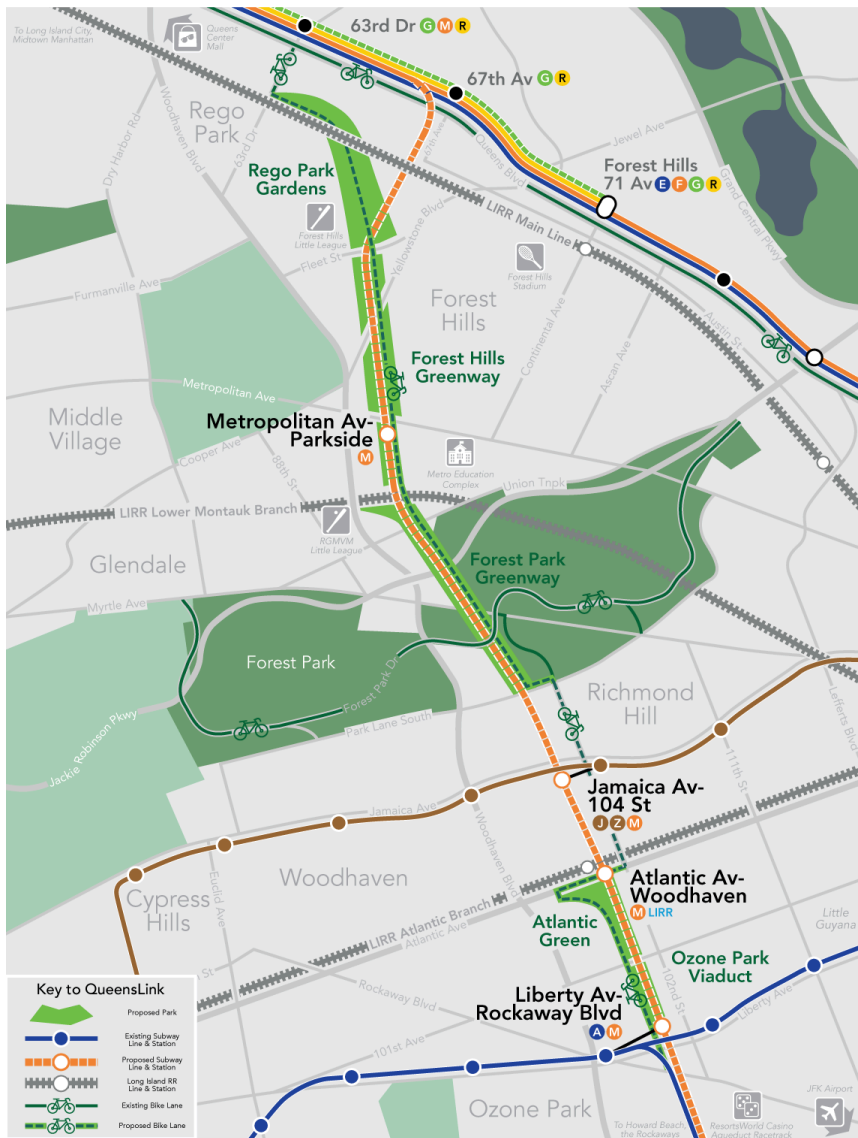 To Long Island City,
Midtown Manhattan
Queens
Center
Mall
63rd Dr G M R
67th Av G R
Rego
Park
Dry Harbor Rd
Woodhaven Blvd
63rd Dr
67th Ave
Queens Blvd
Jewel Ave
Grand Central Pkwy
Forest Hills
71 Av E F G R
Rego Park
Gardens
LIRR Main Line
Forest Hills
Little League
Fleet St
Yellowstone Blvd
Forest Hills
Stadium
Furmanville Ave
Forest
Hills
Continental Ave
Austin St
Ascan Ave
Forest Hills
Greenway
Metropolitan Ave
Middle
Village
Metropolitan Av-
Parkside
M
Cooper Ave
88th St
Metro Education
Complex
Union Tnpk
LIRR Lower Montauk Branch
RGMVM
Little League
Glendale
Forest Park
Greenway
Myrtle Ave
Forest Park
Forest Park Dr
Richmond
Hill
Lefferts Blvd
Park Lane South
Jackie Robinson Pkwy
111th St
Jamaica Av-
104 St
J Z M
Jamaica Ave
Woodhaven Blvd
Woodhaven
Euclid Ave
Cypress
Hills
Atlantic Av-
Woodhaven
M LIRR
LIRR Atlantic Branch
Atlantic Ave
Atlantic
Green
Little
Guyana
Ozone Park
Viaduct
St
Rockaway Blvd
102nd St
Liberty Ave
Liberty Av-
Rockaway Blvd
A M
101st Ave
Ozone Park
To Howard Beach,
the Rockaways
ResortsWorld Casino
Aqueduct Racetrack
JFK Airport
Key to QueensLink
Proposed Park
Existing Subway
Line & Station
Proposed Subway
Line & Station
Long Island RR
Line & Station
Existing Bike Lane
Proposed Bike Lane